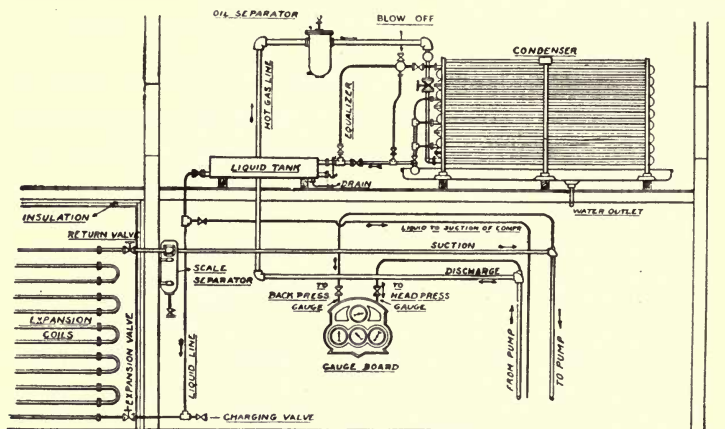 OIL SEPARATOR
BLOW OFF
CONDENSER
HOT GAS LINE
EQUALIZER
LIQUID TANK
DRAIN
INSULATION
WATER OUTLET
RETURN VALVE
LIQUID TO SUCTION OF COMPR
SUCTION
SCALE
SEPARATOR
DISCHARGE
TO
BACK PRESS
GAUGE
TO
HEAD PRESS
GAUGE
EXPANSION
COILS
EXPANSION VALVE
LIQUID LINE
GAUGE BOARD
FROM PUMP
TO PUMP
CHARGING VALVE